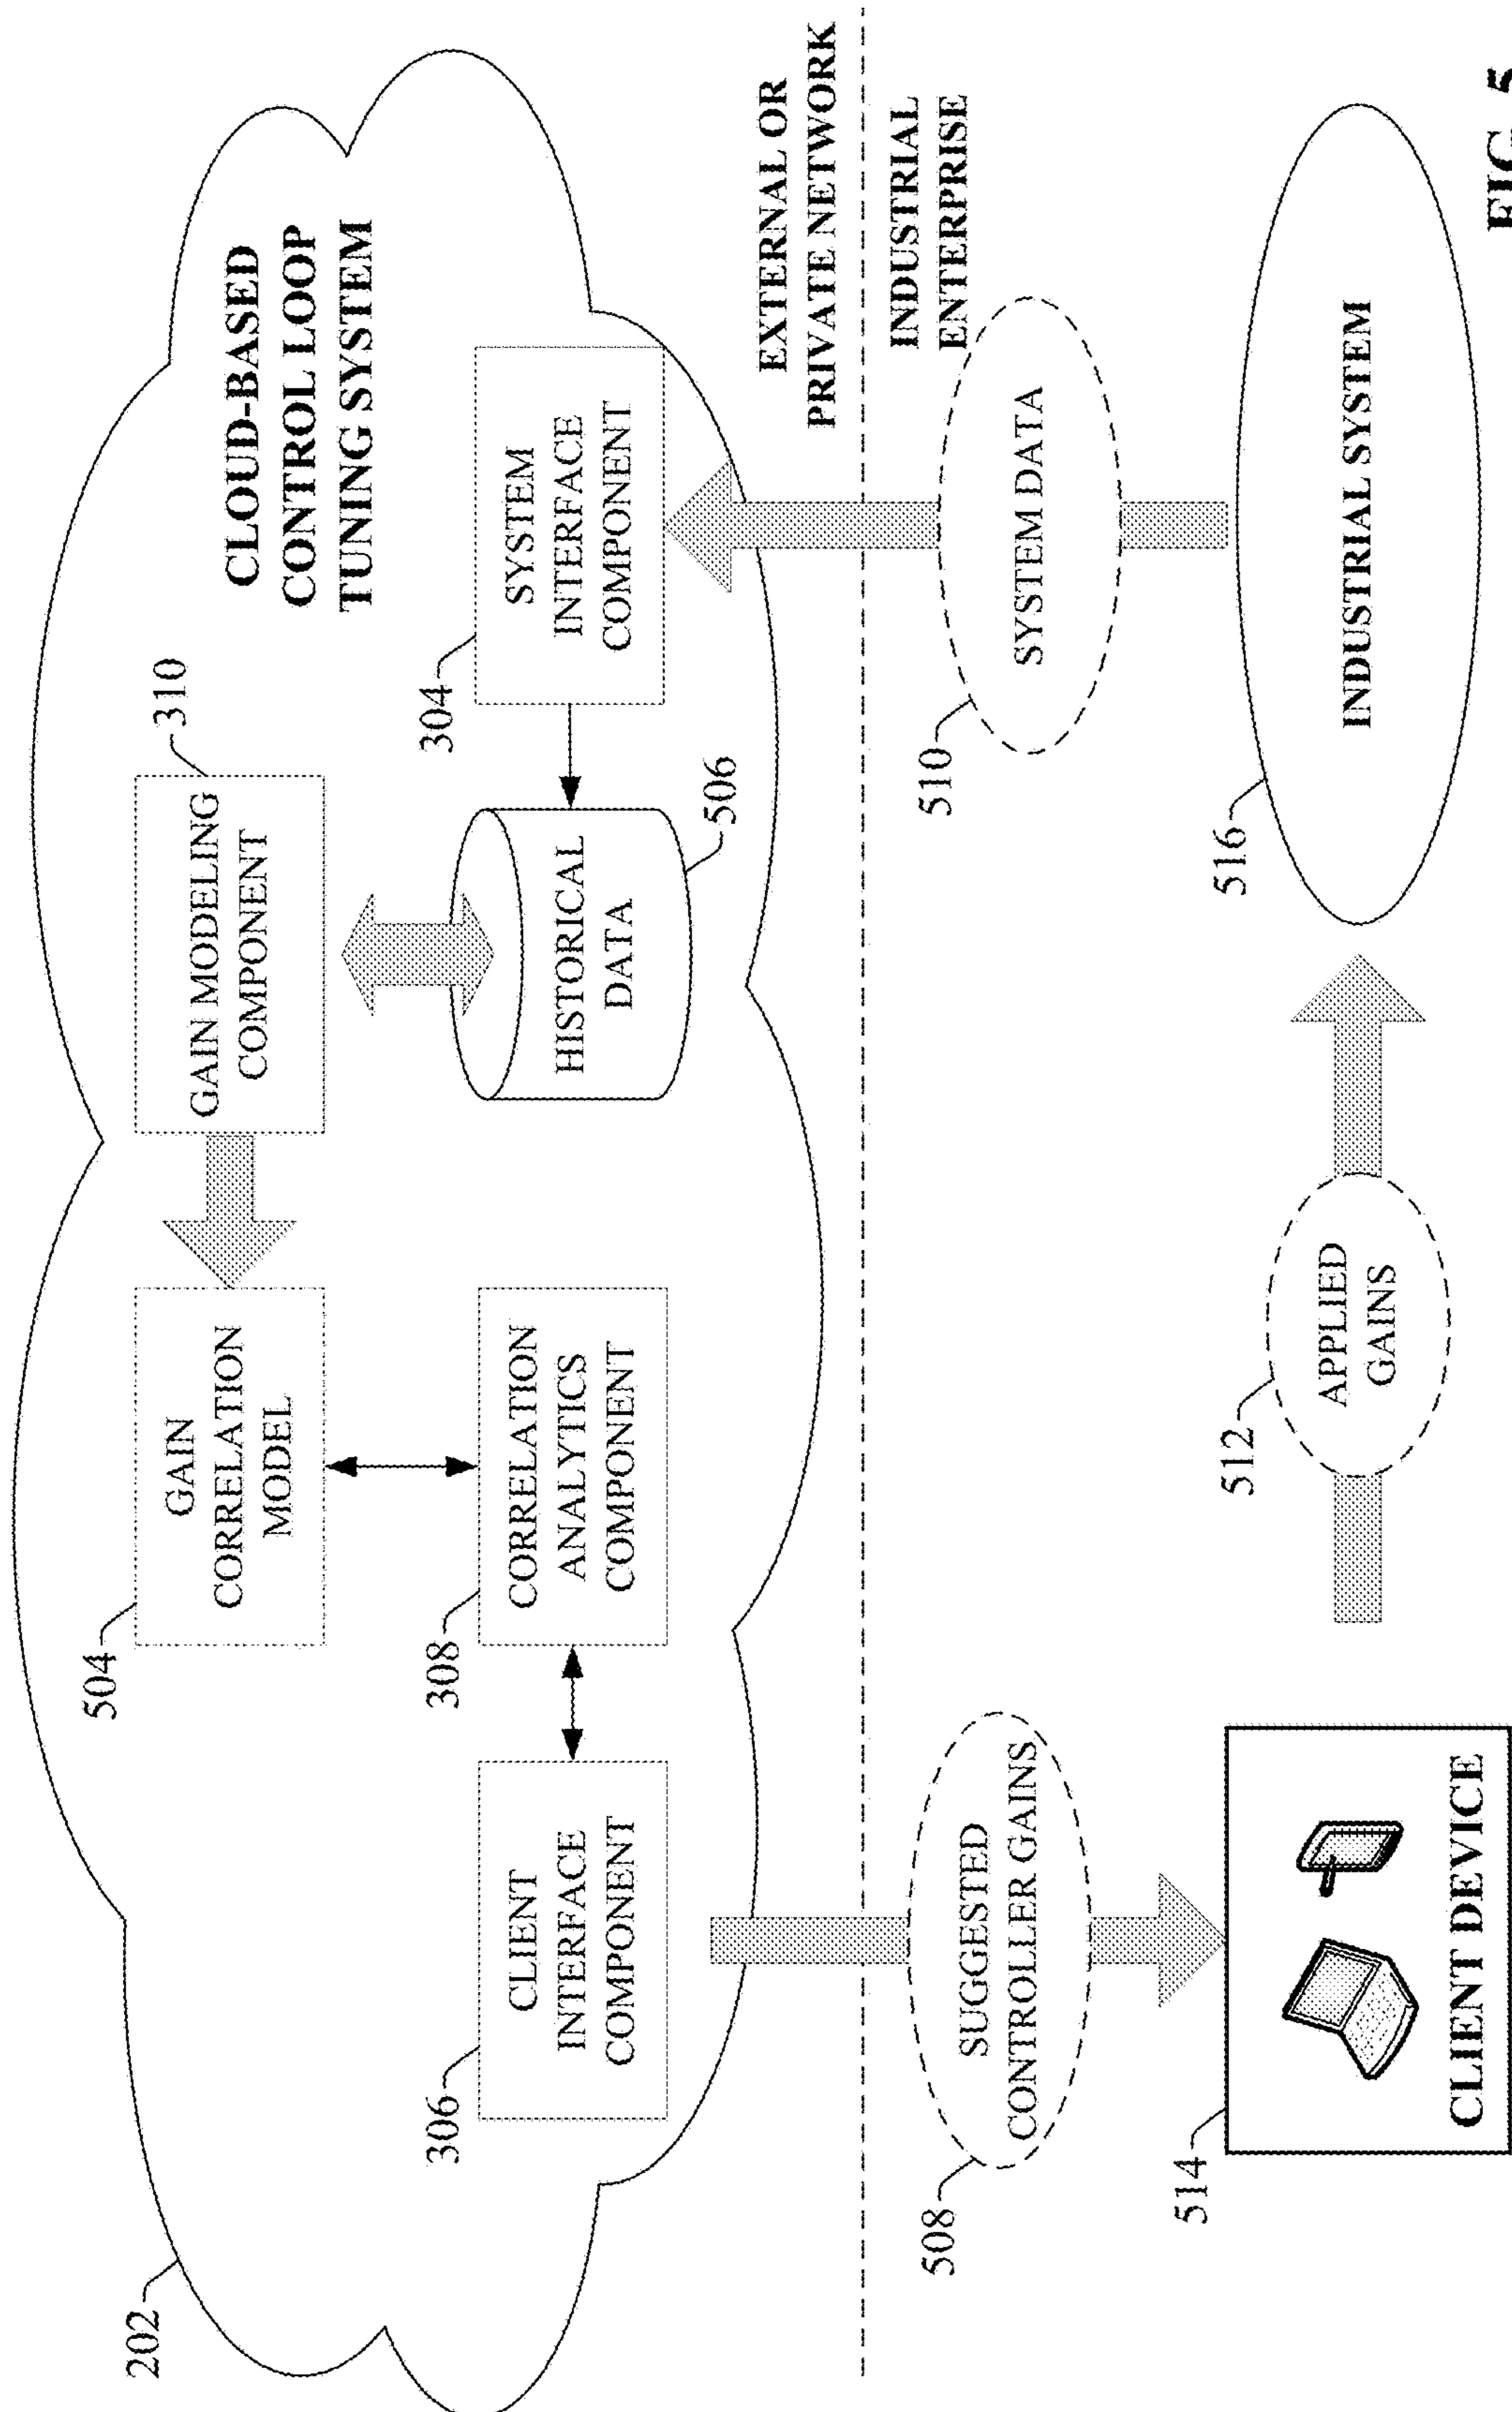 202
CLOUD-BASED
CONTROL LOOP
TUNING SYSTEM
504
GAIN
CORRELATION
MODEL
GAIN MODELING
COMPONENT
310
306
CLIENT
INTERFACE
COMPONENT
308
CORRELATION
ANALYTICS
COMPONENT
HISTORICAL
DATA
506
304
SYSTEM
INTERFACE
COMPONENT
EXTERNAL OR
PRIVATE NETWORK
INDUSTRIAL
ENTERPRISE
508
SUGGESTED
CONTROLLER GAINS
510
SYSTEM DATA
514
CLIENT DEVICE
512
APPLIED
GAINS
516
INDUSTRIAL SYSTEM
FIG. 5